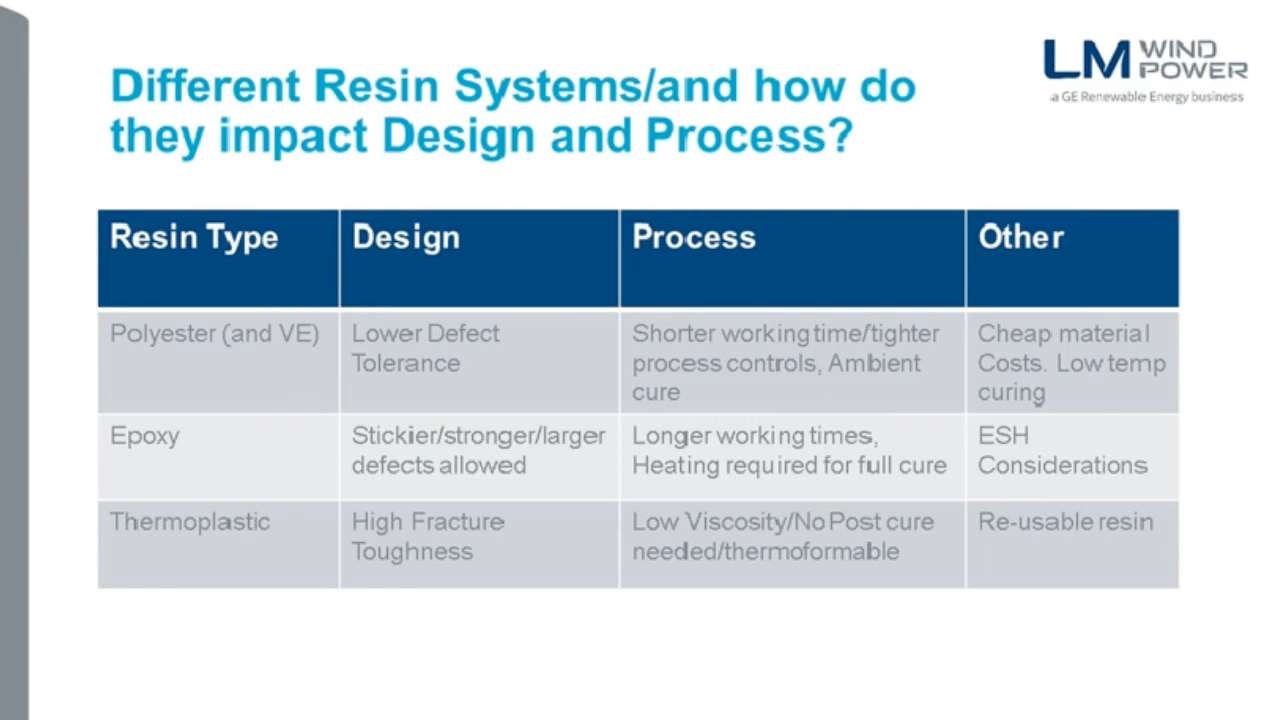 LM WIND POWER
a GE Renewable Energy business
Different Resin Systems/and how do
they impact Design and Process?
Resin Type
Design
Process
Other
Polyester (and VE)
Lower Defect
Tolerance
Shorter working time/tighter
process controls, Ambient
cure
Cheap material
Costs. Low temp
curing
Epoxy
Stickier/stronger/larger
defects allowed
Longer working times,
Heating required for full cure
ESH
Considerations
Thermoplastic
High Fracture
Toughness
Low Viscosity/No Post cure
needed/thermoformable
Re-usable resin